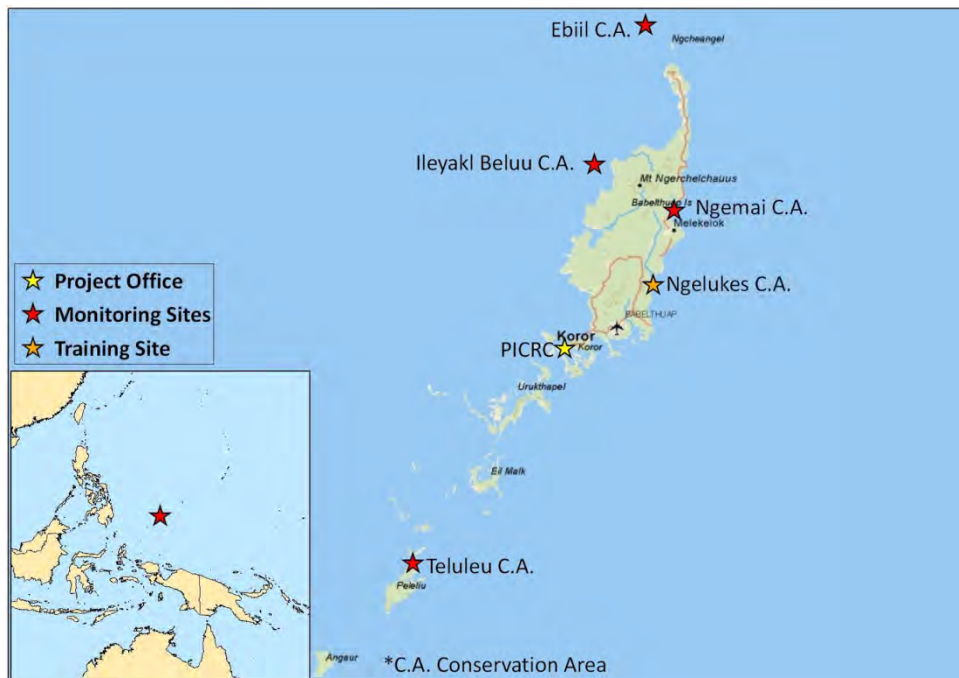 Ebiil C.A.
Ngcheangel
Ileyakl Beluu C.A.
Mt Ngerchelchauus
Babelthuap Is
Ngemai C.A.
Melekeiok
Project Office
Monitoring Sites
Training Site
Ngelukes C.A.
BABELTHUAP
Koror
Koror
PICRC
Urukthapel
Eil Malk
Teluleu C.A.
Peleliu
Angaur
*C.A. Conservation Area